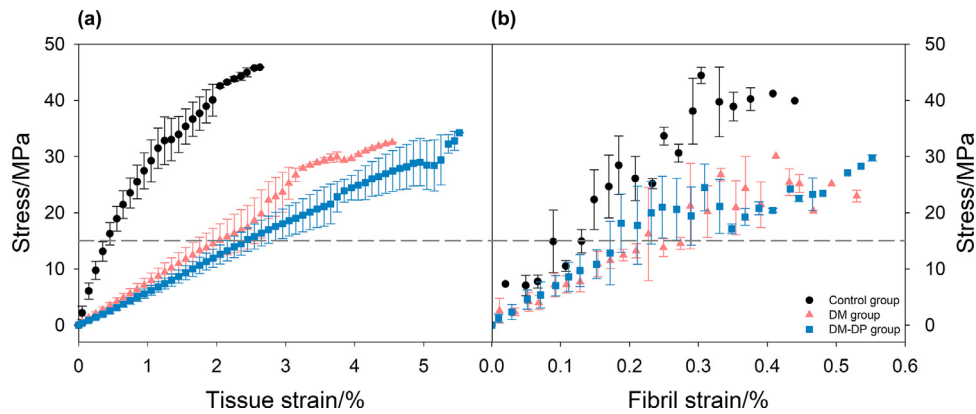 (a)
(b)
Stress/MPa
50
40
30
20
10
0
0
1
2
3
4
5
Tissue strain/%
0.0
0.1
0.2
0.3
0.4
0.5
0.6
Fibril strain/%
50
40
30
20
10
0
Stress/MPa
Control group
DM group
DM-DP group